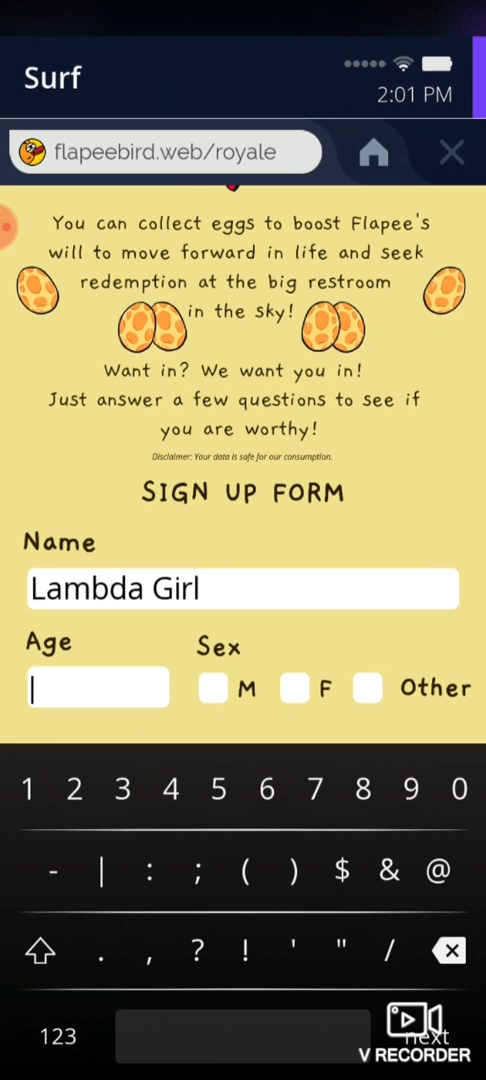 Surf
2:01 PM
flapeebird.web/royale
You can collect eggs to boost Flapee's
will to move forward in life and seek
redemption at the big restroom
in the sky!
Want in? We want you in!
Just answer a few questions to see if
you are worthy!
Disclaimer: Your data is safe for our consumption.
SIGN UP FORM
Name
Lambda Girl
Age
Sex
M F Other
1 2 3 4 5 6 7 8 9 0
- | : ; ( ) $ & @
. , ? ! ' " /
123 next
V RECORDER